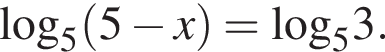 log₅(5 − x) = log₅3.